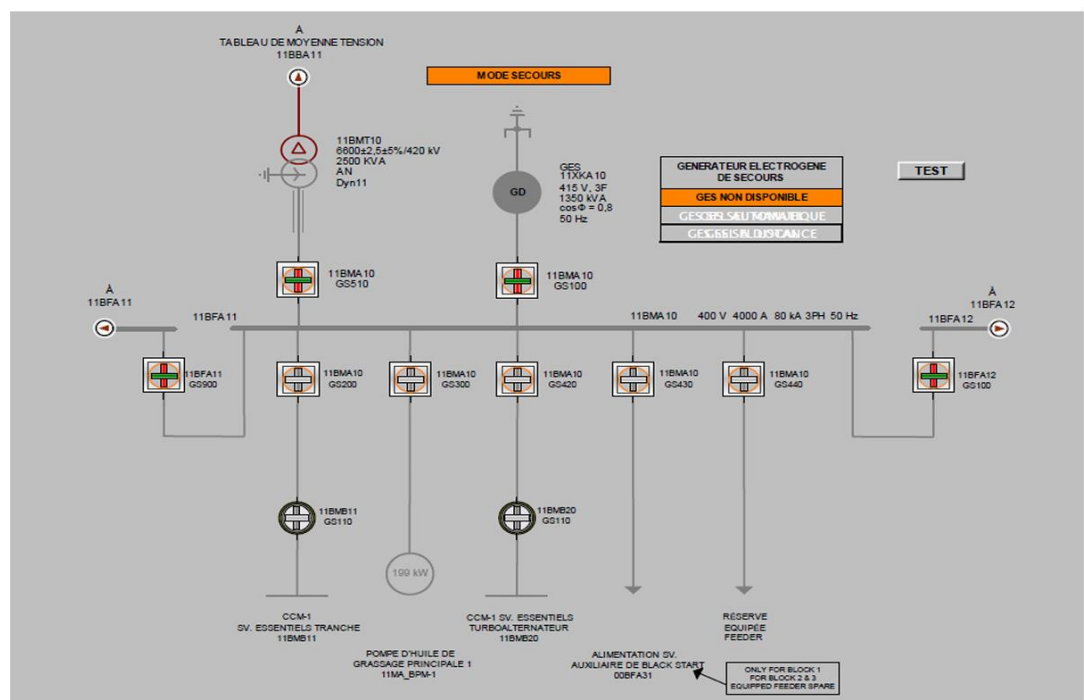 À
TABLEAU DE MOYENNE TENSION
11BBA11
MODE SECOURS
11BMT10
6600±2,5±5%/420 kV
2500 KVA
AN
Dyn11
GD
GES
11XKA10
415 V, 3F
1350 kVA
cosΦ = 0,8
50 Hz
GENERATEUR ELECTROGENE
DE SECOURS
GES NON DISPONIBLE
TEST
11BMA10
GS510
11BMA10
GS100
À
11BFA11
11BFA11
11BMA10 400 V 4000 A 80 kA 3PH 50 Hz
À
11BFA12
11BFA12
11BFA11
GS900
11BMA10
GS200
11BMA10
GS300
11BMA10
GS420
11BMA10
GS430
11BMA10
GS440
11BFA12
GS100
11BMB11
GS110
11BMB20
GS110
199 kW
CCM-1
SV. ESSENTIELS TRANCHE
11BMB11
POMPE D'HUILE DE
GRASSAGE PRINCIPALE 1
11MA_BPM-1
CCM-1 SV. ESSENTIELS
TURBOALTERNATEUR
11BMB20
ALIMENTATION SV.
AUXILIAIRE DE BLACK START
00BFA31
RÉSERVE
EQUIPÉE
FEEDER
ONLY FOR BLOCK 1
FOR BLOCK 2 & 3
EQUIPPED FEEDER SPARE